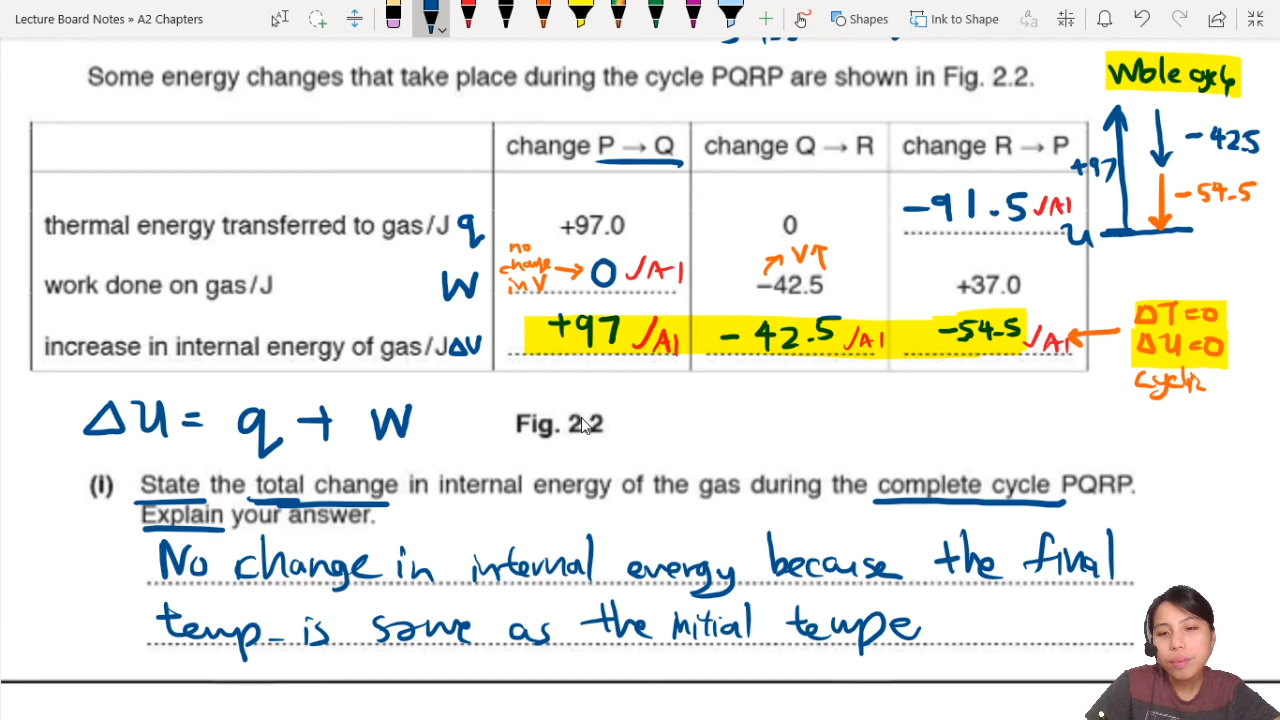 Lecture Board Notes » A2 Chapters
Shapes
Ink to Shape
Some energy changes that take place during the cycle PQRP are shown in Fig. 2.2.
Whole cycle
+97
-42.5
-54.5
U
change P → Q
change Q → R
change R → P
thermal energy transferred to gas/J q
+97.0
0
-91.5 ✓A1
work done on gas/J W
no change in V → 0 ✓A1
→ V↑
–42.5
+37.0
increase in internal energy of gas/J ΔU
+97 ✓A1
-42.5 ✓A1
-54.5 ✓A1
ΔT=0
ΔU=0
cyclic
ΔU = q + W
Fig. 2.2
(i) State the total change in internal energy of the gas during the complete cycle PQRP.
Explain your answer.
No change in internal energy because the final
temp. is same as the initial tempe